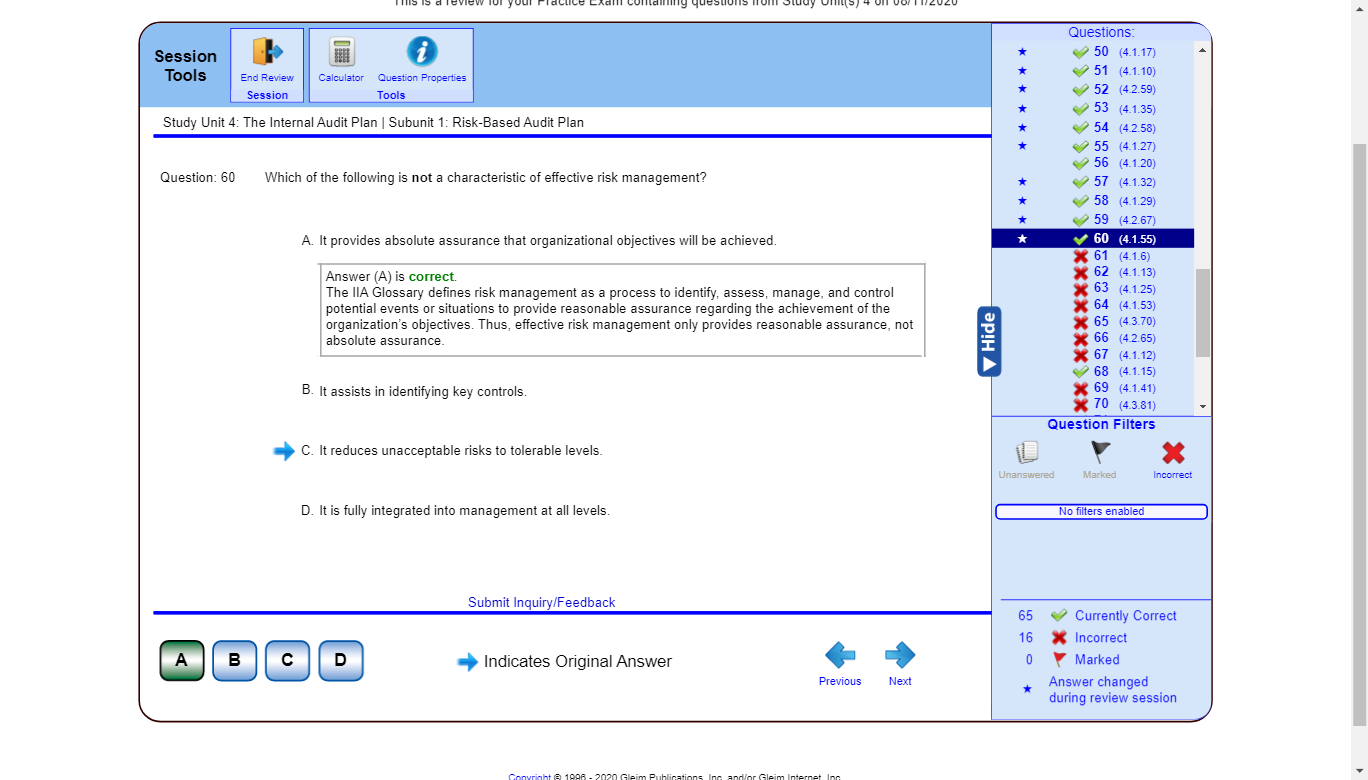 This is a review for your Practice Exam containing questions from Study Unit(s) 4 on 08/11/2020
Session Tools
End Review
Session
Calculator
Question Properties
Tools
Study Unit 4: The Internal Audit Plan | Subunit 1: Risk-Based Audit Plan
Question: 60 Which of the following is not a characteristic of effective risk management?
A. It provides absolute assurance that organizational objectives will be achieved.
Answer (A) is correct.
The IIA Glossary defines risk management as a process to identify, assess, manage, and control
potential events or situations to provide reasonable assurance regarding the achievement of the
organization's objectives. Thus, effective risk management only provides reasonable assurance, not
absolute assurance.
B. It assists in identifying key controls.
C. It reduces unacceptable risks to tolerable levels.
D. It is fully integrated into management at all levels.
Submit Inquiry/Feedback
A B C D
Indicates Original Answer
Previous
Next
Hide
Questions:
50 (4.1.17)
51 (4.1.10)
52 (4.2.59)
53 (4.1.35)
54 (4.2.58)
55 (4.1.27)
56 (4.1.20)
57 (4.1.32)
58 (4.1.29)
59 (4.2.67)
60 (4.1.55)
61 (4.1.6)
62 (4.1.13)
63 (4.1.25)
64 (4.1.53)
65 (4.3.70)
66 (4.2.65)
67 (4.1.12)
68 (4.1.15)
69 (4.1.41)
70 (4.3.81)
Question Filters
Unanswered
Marked
Incorrect
No filters enabled
65 Currently Correct
16 Incorrect
0 Marked
Answer changed
during review session
Copyright © 1996 - 2020 Gleim Publications, Inc. and/or Gleim Internet, Inc.